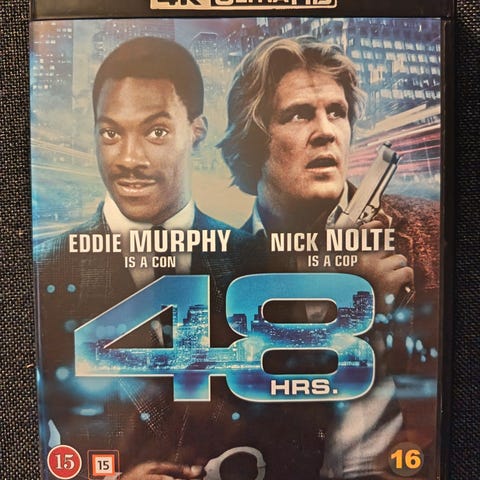 4K ULTRA HD
EDDIE MURPHY
IS A CON
NICK NOLTE
IS A COP
48
HRS.
15
15
16